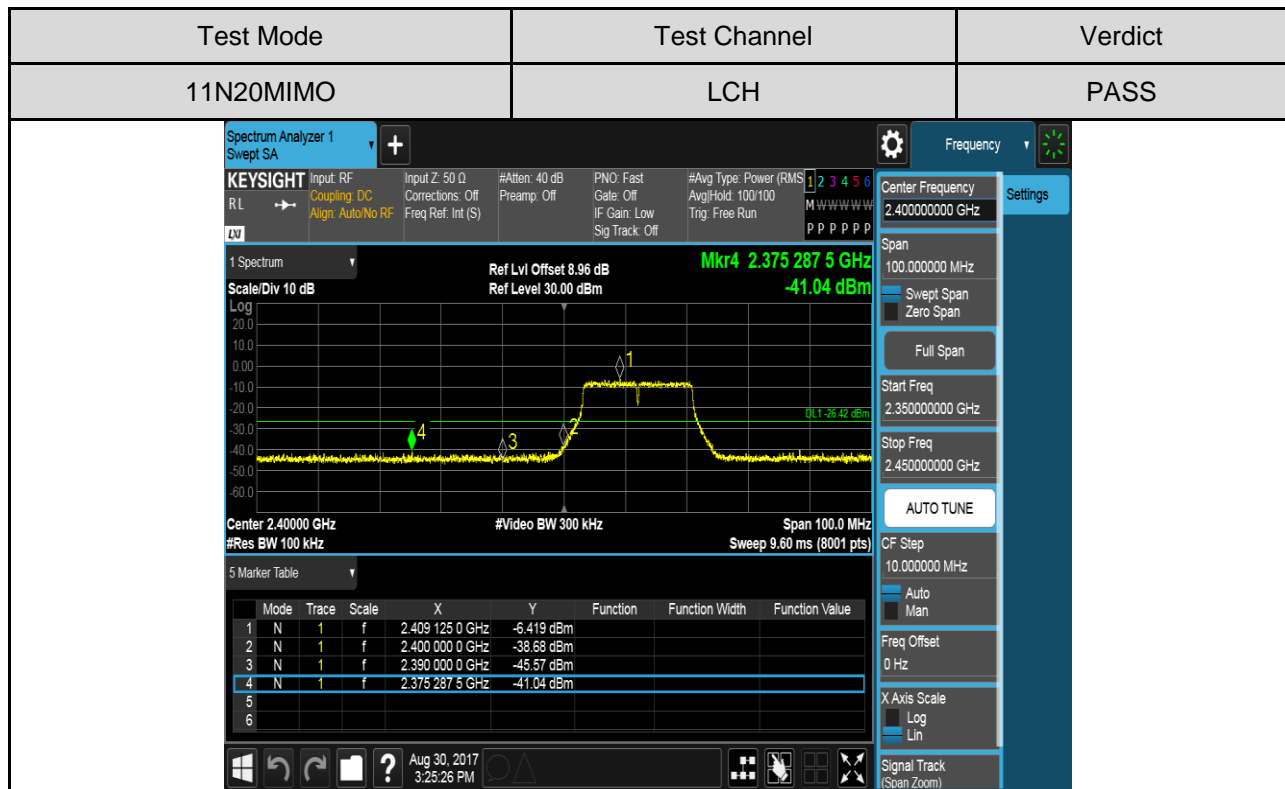 Test Mode Test Channel Verdict
11N20MIMO LCH PASS
Spectrum Analyzer 1
Swept SA
+
Frequency
KEYSIGHT
RL
LXI
Input: RF
Coupling: DC
Align: Auto/No RF
Input Z: 50 Ω
Corrections: Off
Freq Ref: Int (S)
#Atten: 40 dB
Preamp: Off
PNO: Fast
Gate: Off
IF Gain: Low
Sig Track: Off
#Avg Type: Power (RMS
Avg|Hold: 100/100
Trig: Free Run
1 2 3 4 5 6
M W W W W W
P P P P P P
1 Spectrum
Scale/Div 10 dB
Ref Lvl Offset 8.96 dB
Ref Level 30.00 dBm
Mkr4 2.375 287 5 GHz
-41.04 dBm
Log
20.0
10.0
0.00
-10.0
-20.0
-30.0
-40.0
-50.0
-60.0
1
2
3
4
DL1 -26.42 dBm
Center 2.40000 GHz
#Res BW 100 kHz
#Video BW 300 kHz
Span 100.0 MHz
Sweep 9.60 ms (8001 pts)
5 Marker Table
Mode Trace Scale X Y Function Function Width Function Value
1 N 1 f 2.409 125 0 GHz -6.419 dBm
2 N 1 f 2.400 000 0 GHz -38.68 dBm
3 N 1 f 2.390 000 0 GHz -45.57 dBm
4 N 1 f 2.375 287 5 GHz -41.04 dBm
5
6
?
Aug 30, 2017
3:25:26 PM
Center Frequency
2.400000000 GHz
Settings
Span
100.000000 MHz
Swept Span
Zero Span
Full Span
Start Freq
2.350000000 GHz
Stop Freq
2.450000000 GHz
AUTO TUNE
CF Step
10.000000 MHz
Auto
Man
Freq Offset
0 Hz
X Axis Scale
Log
Lin
Signal Track
(Span Zoom)